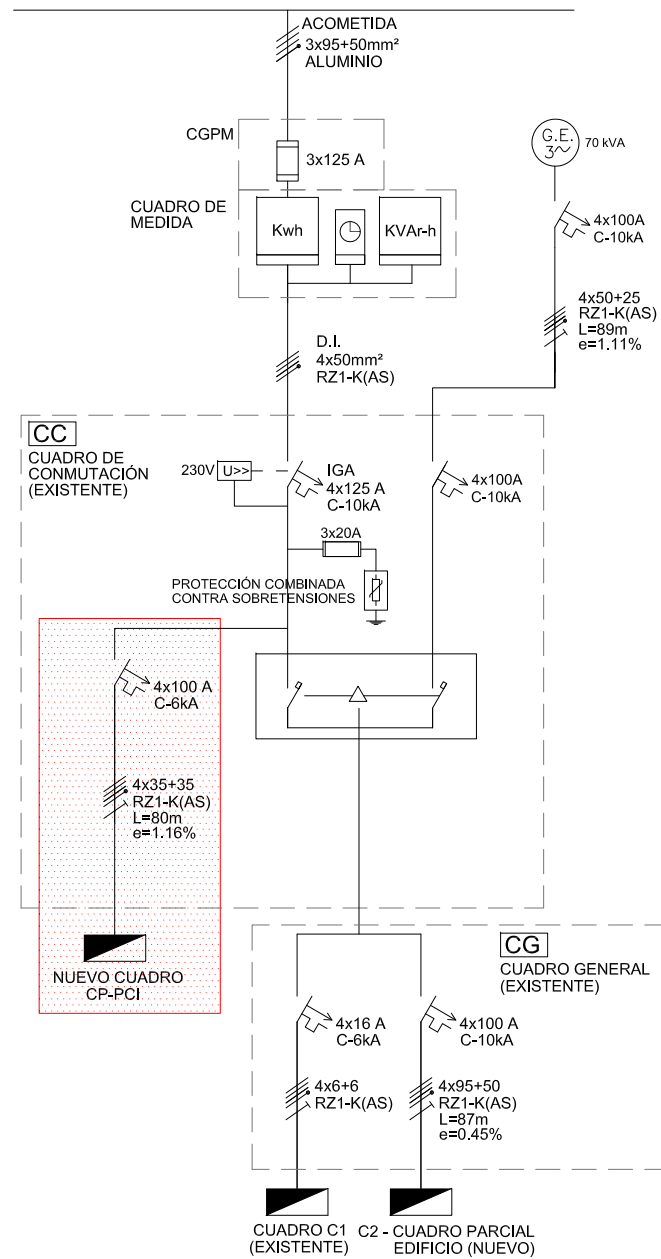 ACOMETIDA
3x95+50mm²
ALUMINIO
CGPM
3x125 A
G.E.
3~
70 kVA
CUADRO DE
MEDIDA
Kwh
KVAr-h
4x100A
C-10kA
D.I.
4x50mm²
RZ1-K(AS)
4x50+25
RZ1-K(AS)
L=89m
e=1.11%
CC
CUADRO DE
CONMUTACIÓN
(EXISTENTE)
230V
U>>
IGA
4x125 A
C-10kA
4x100A
C-10kA
3x20A
PROTECCIÓN COMBINADA
CONTRA SOBRETENSIONES
4x100 A
C-6kA
4x35+35
RZ1-K(AS)
L=80m
e=1.16%
NUEVO CUADRO
CP-PCI
CG
CUADRO GENERAL
(EXISTENTE)
4x16 A
C-6kA
4x100 A
C-10kA
4x6+6
RZ1-K(AS)
4x95+50
RZ1-K(AS)
L=87m
e=0.45%
CUADRO C1
(EXISTENTE)
C2 - CUADRO PARCIAL
EDIFICIO (NUEVO)